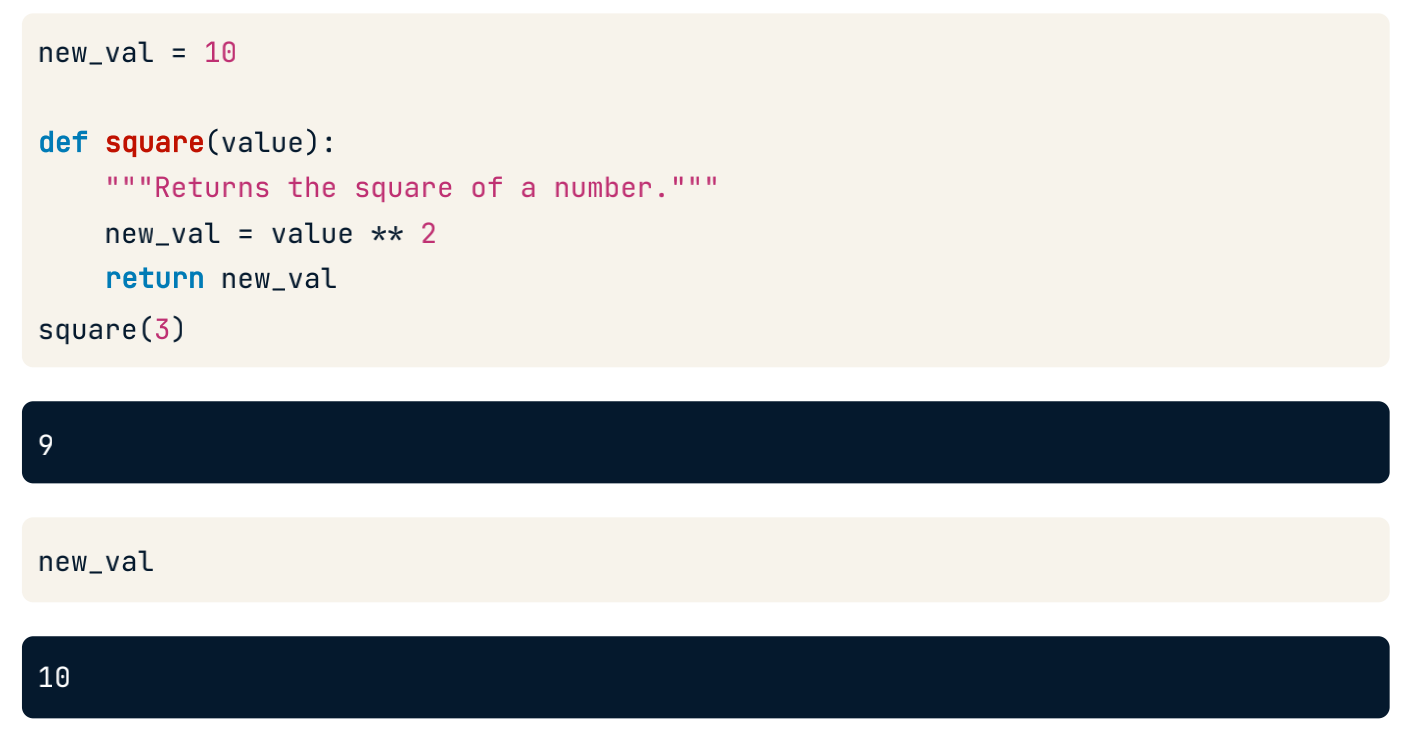 new_val = 10
def square(value):
    """Returns the square of a number."""
    new_val = value ** 2
    return new_val
square(3)
9
new_val
10